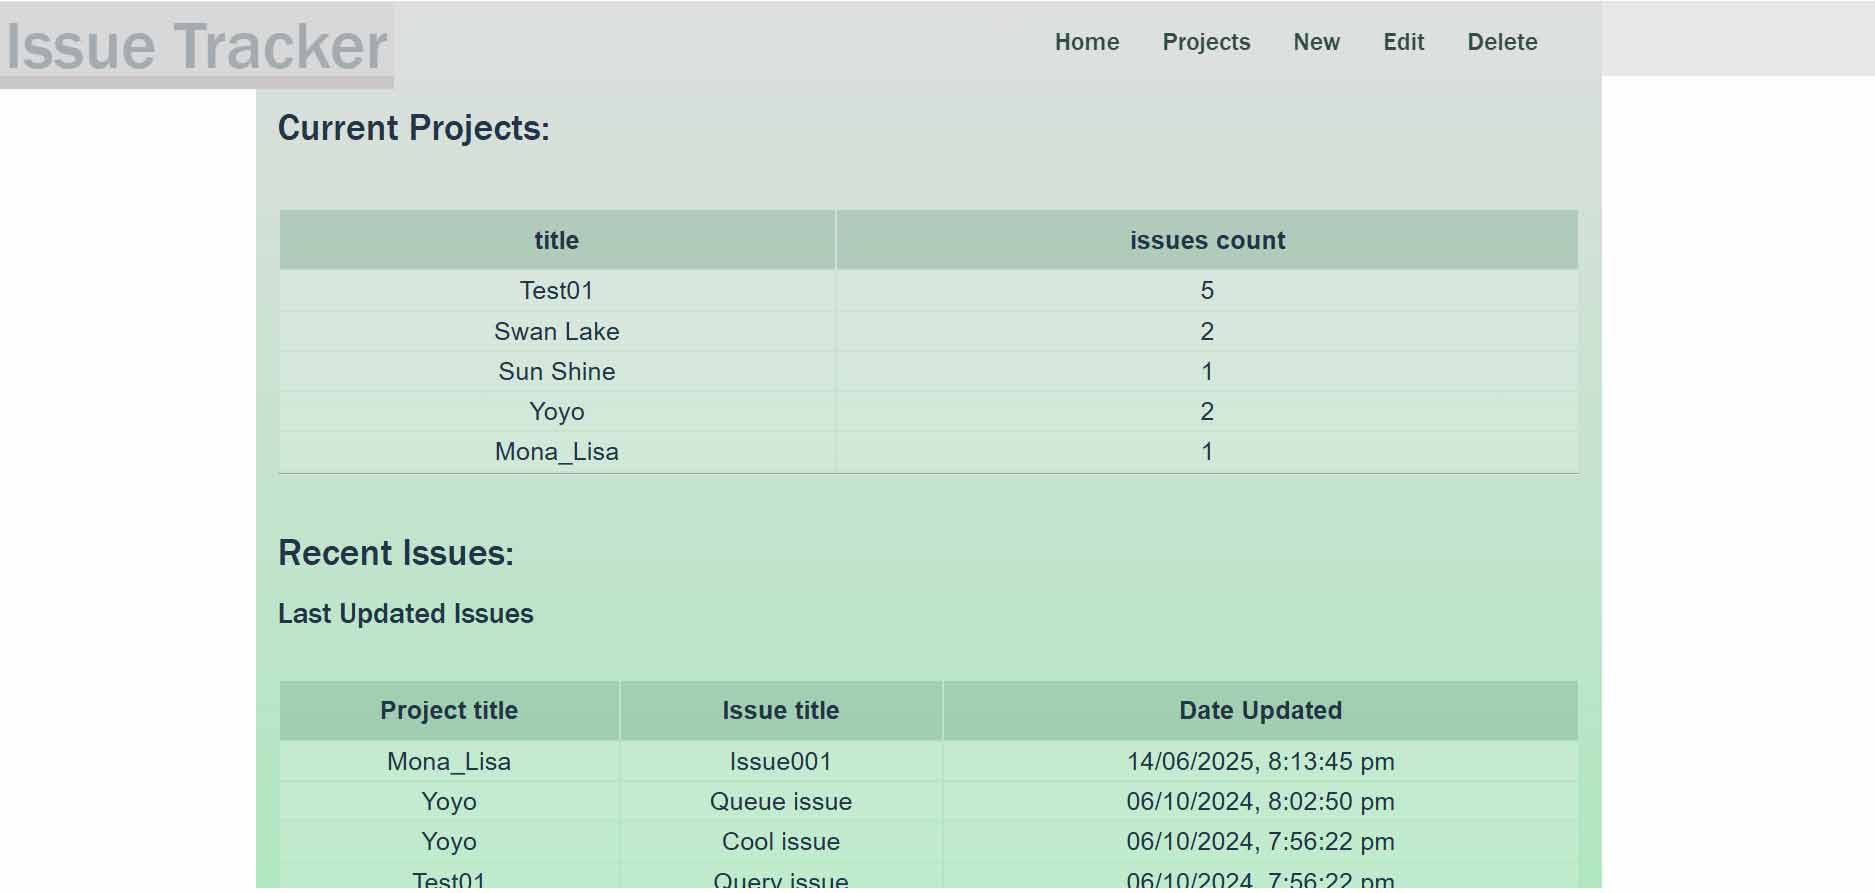 Issue Tracker
Home Projects New Edit Delete
Current Projects:
title issues count
Test01 5
Swan Lake 2
Sun Shine 1
Yoyo 2
Mona_Lisa 1
Recent Issues:
Last Updated Issues
Project title Issue title Date Updated
Mona_Lisa Issue001 14/06/2025, 8:13:45 pm
Yoyo Queue issue 06/10/2024, 8:02:50 pm
Yoyo Cool issue 06/10/2024, 7:56:22 pm
Test01 Query issue 06/10/2024, 7:56:22 pm